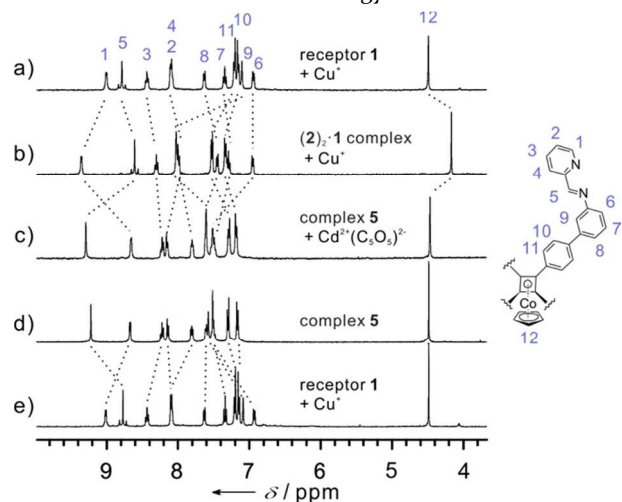 12
10
11
4
5
1
3
2
8
7
9
6
a)
receptor 1
+ Cu⁺
b)
(2)₂·1 complex
+ Cu⁺
c)
complex 5
+ Cd²⁺(C₅O₅)²⁻
d)
complex 5
e)
receptor 1
+ Cu⁺
9
8
7
6
5
4
δ / ppm
2
3
1
N
4
5
N
6
9
10
7
11
8
Co
12